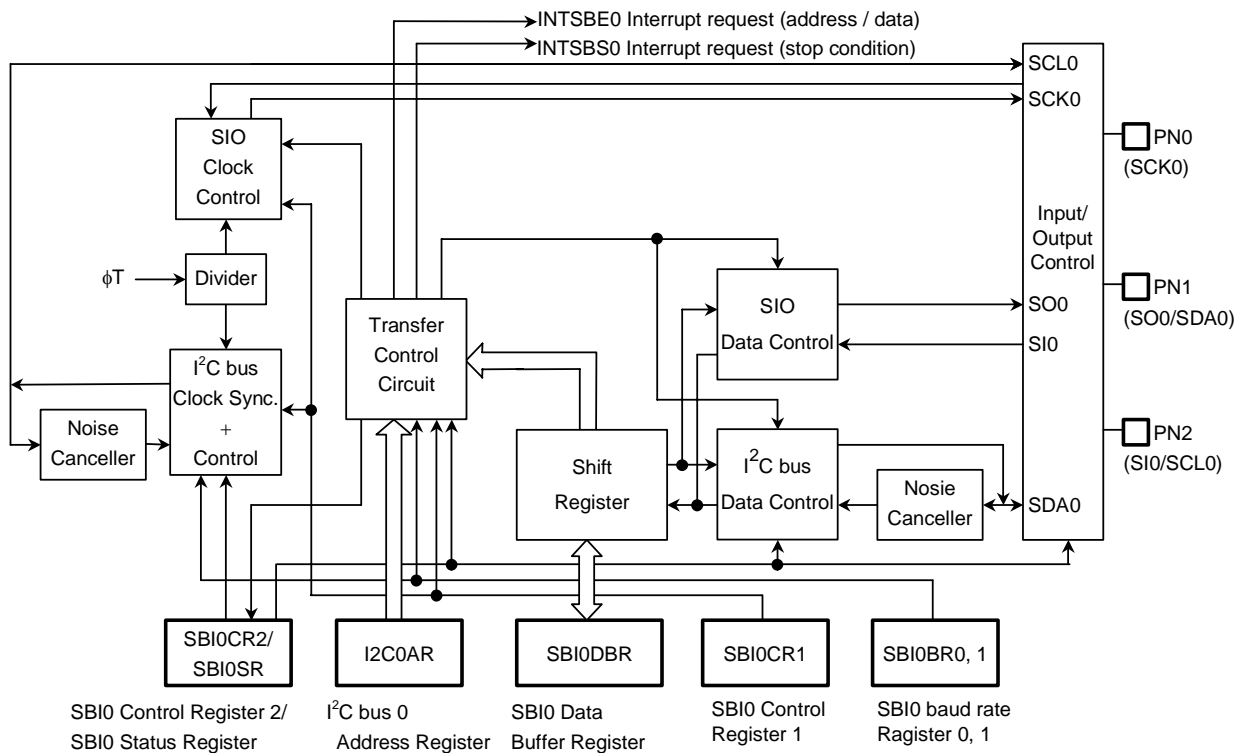 INTSBE0 Interrupt request (address / data)
INTSBS0 Interrupt request (stop condition)
SCL0
SCK0
SIO
Clock
Control
PN0
(SCK0)
Input/
Output
Control
ϕT
Divider
SIO
Data Control
SO0
SI0
PN1
(SO0/SDA0)
Transfer
Control
Circuit
I²C bus
Clock Sync.
+
Control
Noise
Canceller
Shift
Register
I²C bus
Data Control
Nosie
Canceller
SDA0
PN2
(SI0/SCL0)
SBI0CR2/
SBI0SR
I2C0AR
SBI0DBR
SBI0CR1
SBI0BR0, 1
SBI0 Control Register 2/
SBI0 Status Register
I²C bus 0
Address Register
SBI0 Data
Buffer Register
SBI0 Control
Register 1
SBI0 baud rate
Ragister 0, 1